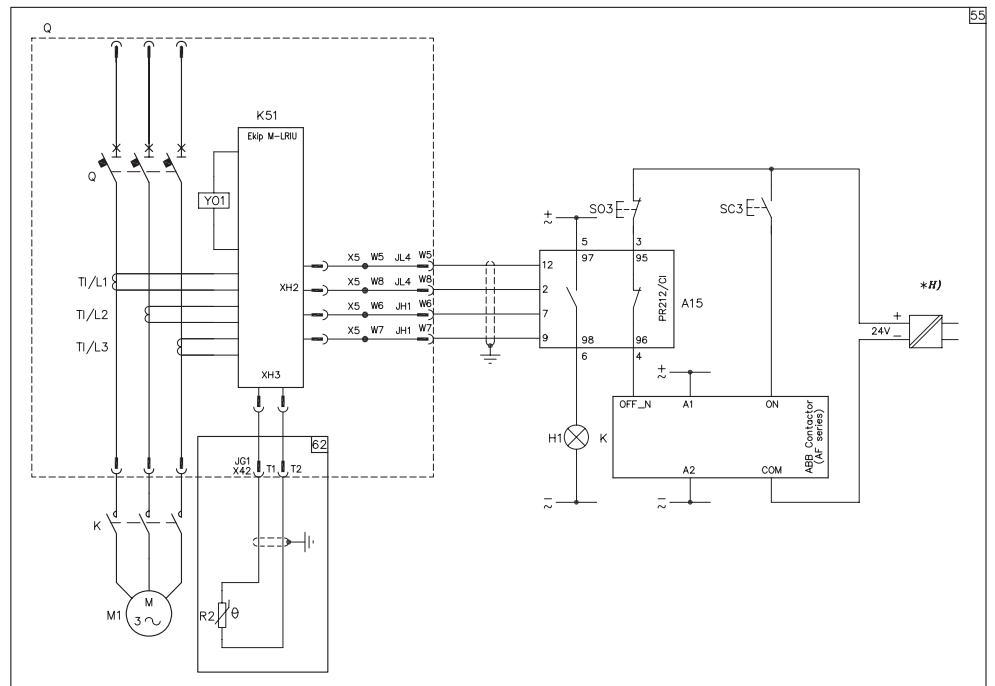 55
Q
K51
Ekip M-LRIU
Q
YO1
SO3
SC3
5
3
X5 W5 JL4 W5
12
97
95
TI/L1
XH2
X5 W8 JL4 W8
2
PR212/CI
A15
*H)
TI/L2
X5 W6 JH1 W6
7
+
24V
−
TI/L3
X5 W7 JH1 W7
9
98
96
6
4
XH3
OFF_N
A1
ON
62
H1
K
ABB Contactor
(AF series)
JG1
X42
T1
T2
A2
COM
K
M1
M
3
R2
θ